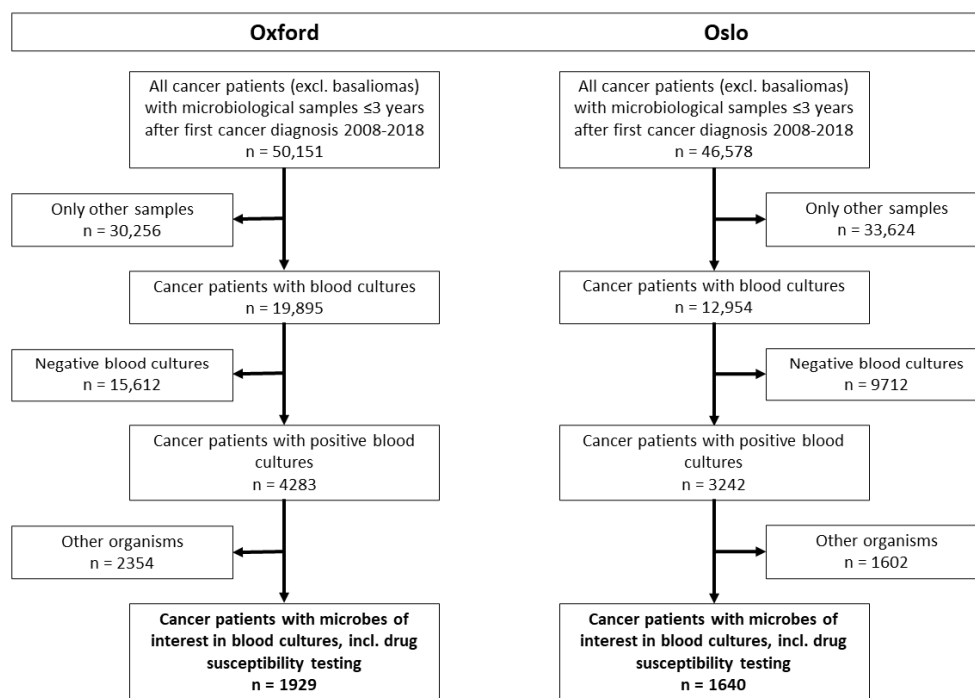 Oxford
Oslo
All cancer patients (excl. basaliomas)
with microbiological samples ≤3 years
after first cancer diagnosis 2008-2018
n = 50,151
All cancer patients (excl. basaliomas)
with microbiological samples ≤3 years
after first cancer diagnosis 2008-2018
n = 46,578
Only other samples
n = 30,256
Only other samples
n = 33,624
Cancer patients with blood cultures
n = 19,895
Cancer patients with blood cultures
n = 12,954
Negative blood cultures
n = 15,612
Negative blood cultures
n = 9712
Cancer patients with positive blood
cultures
n = 4283
Cancer patients with positive blood
cultures
n = 3242
Other organisms
n = 2354
Other organisms
n = 1602
Cancer patients with microbes of
interest in blood cultures, incl. drug
susceptibility testing
n = 1929
Cancer patients with microbes of
interest in blood cultures, incl. drug
susceptibility testing
n = 1640